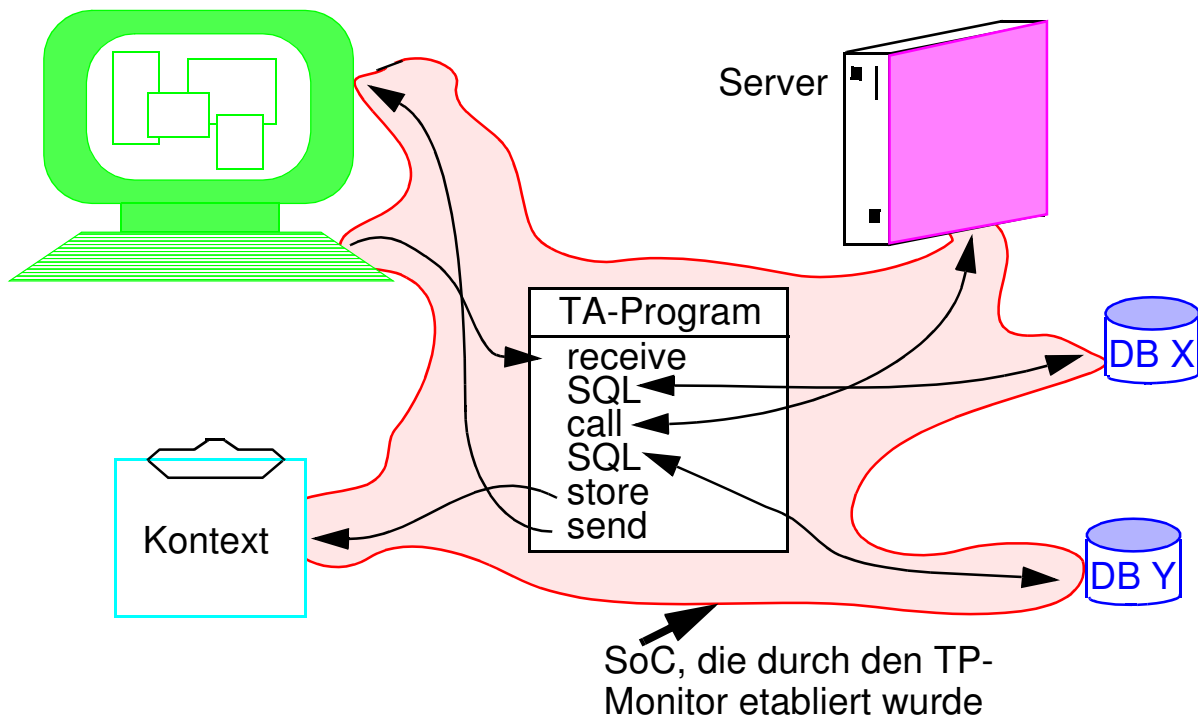 Server
TA-Program
receive
SQL
call
SQL
store
send
DB X
Kontext
DB Y
SoC, die durch den TP-
Monitor etabliert wurde